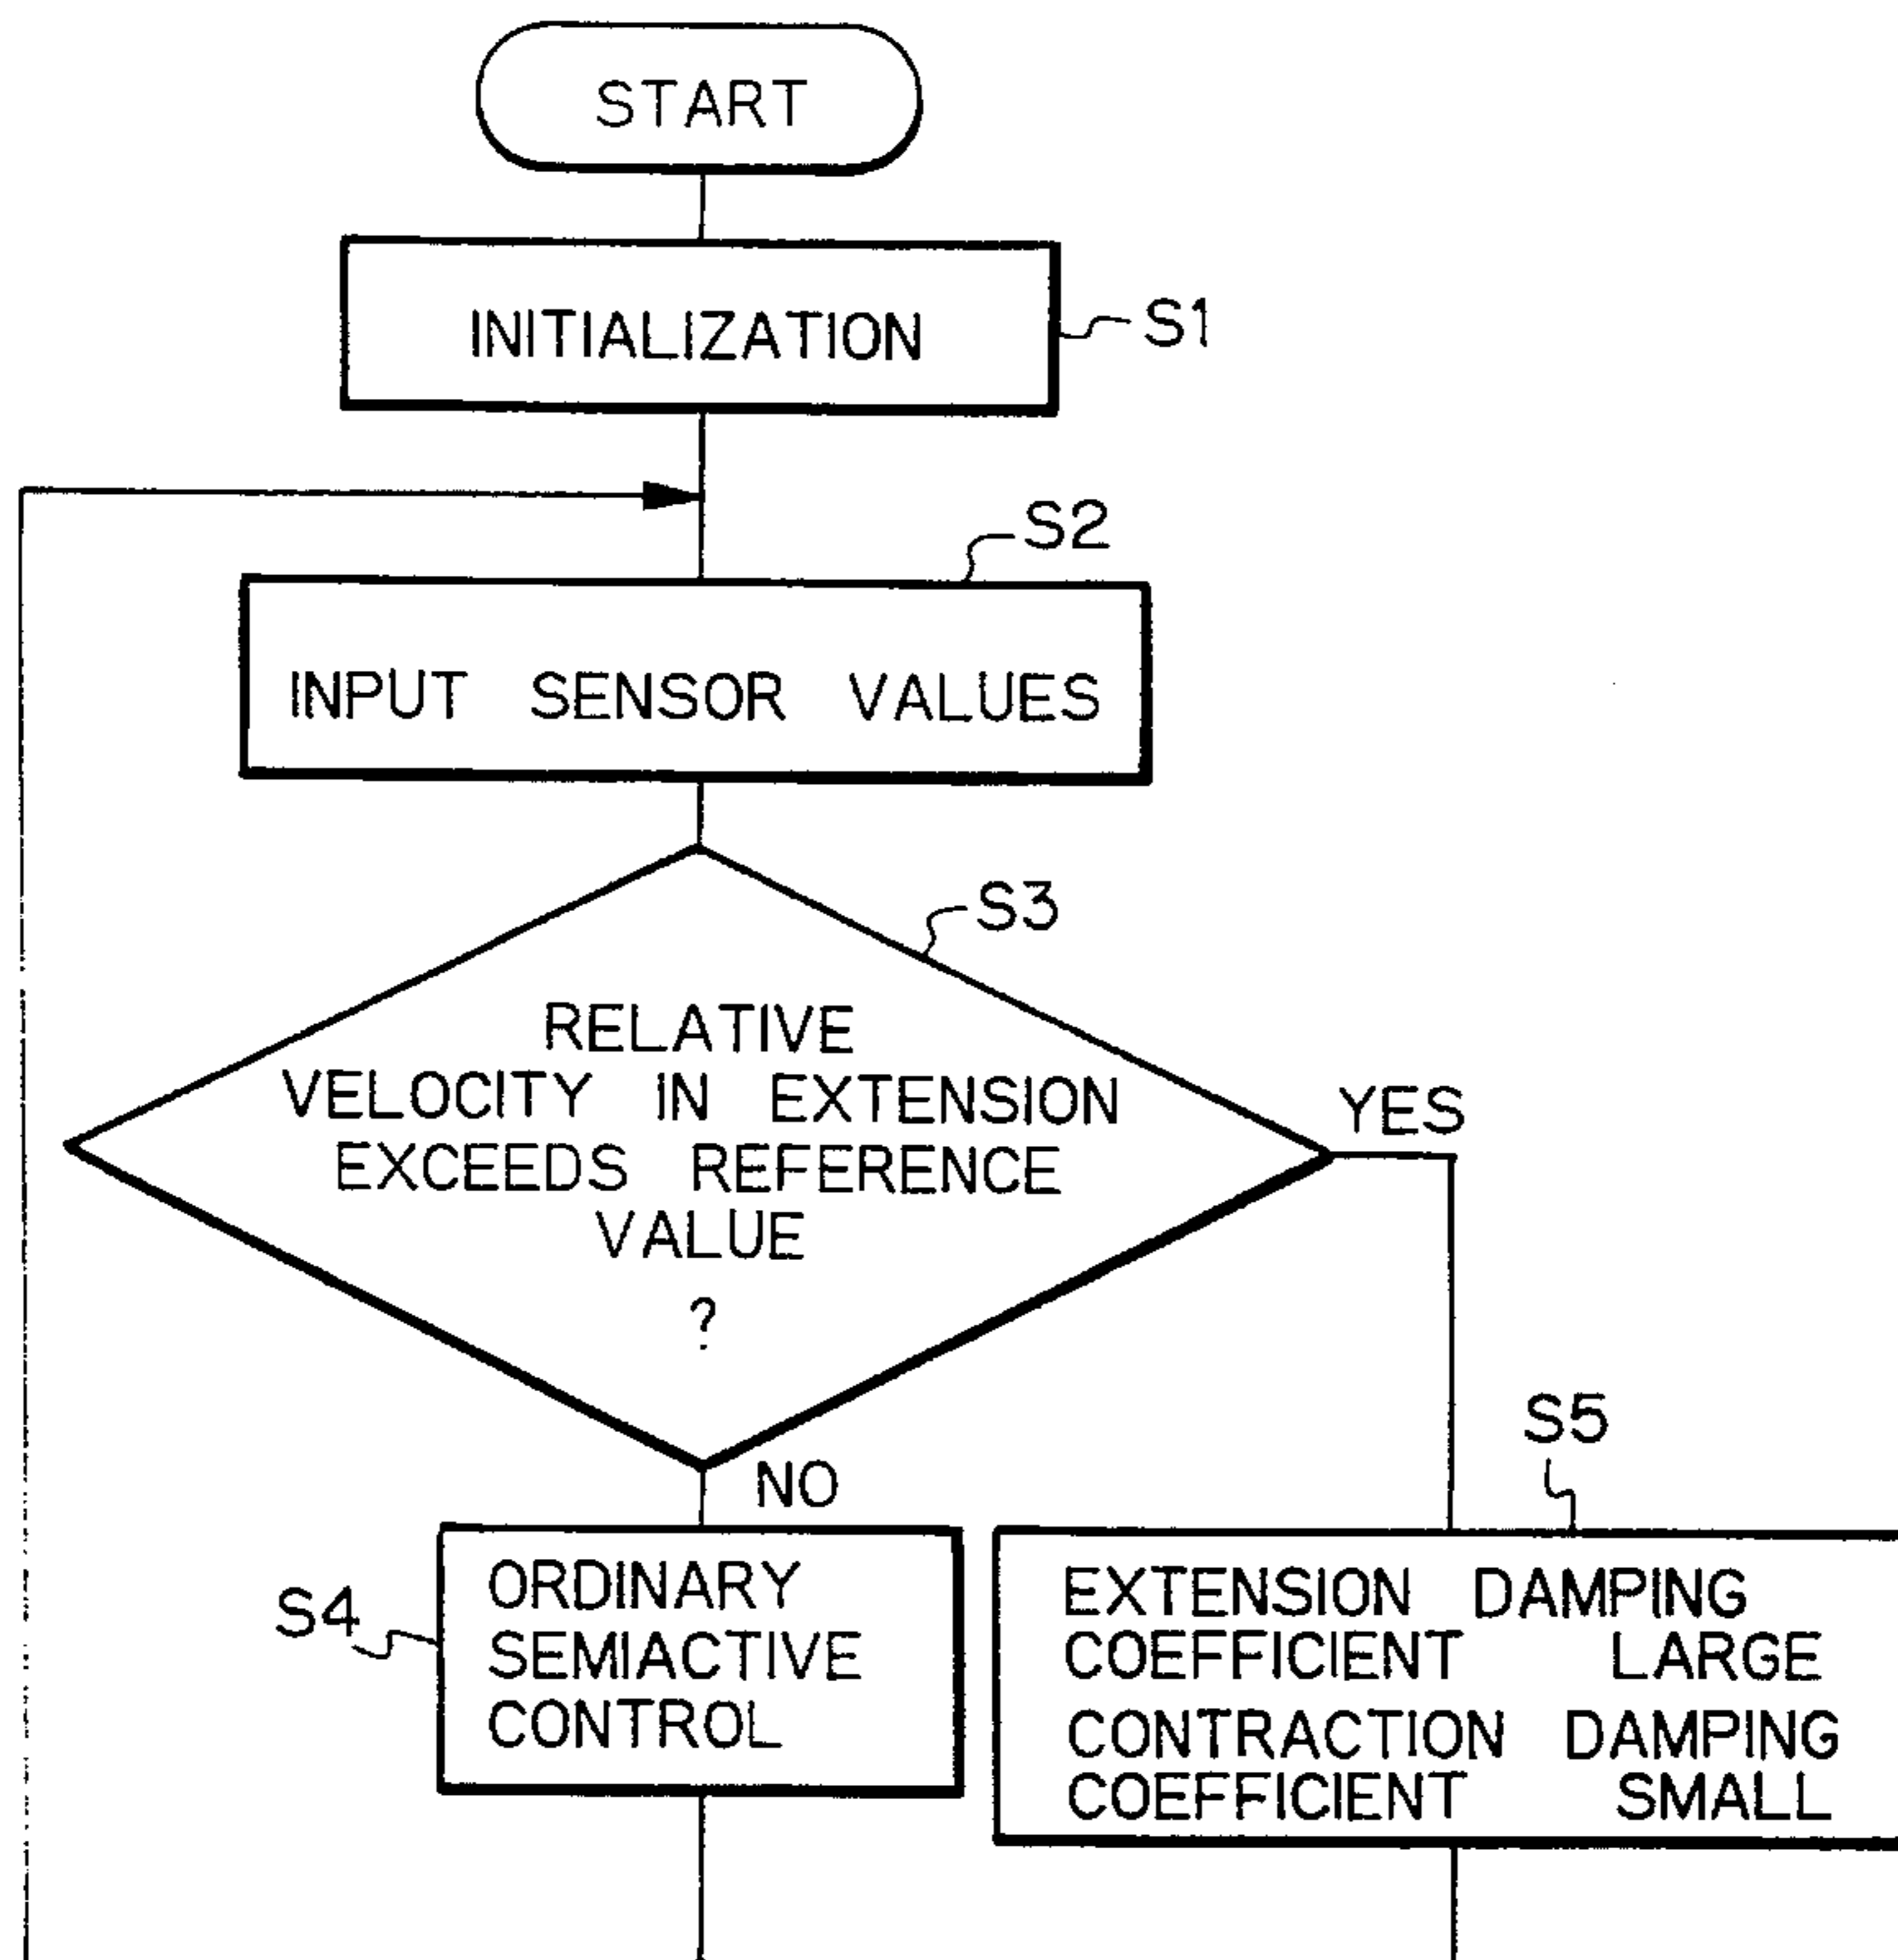 START
INITIALIZATION
S1
S2
INPUT SENSOR VALUES
S3
RELATIVE
VELOCITY IN EXTENSION
EXCEEDS REFERENCE
VALUE
?
YES
NO
S4
ORDINARY
SEMIACTIVE
CONTROL
S5
EXTENSION DAMPING
COEFFICIENT LARGE
CONTRACTION DAMPING
COEFFICIENT SMALL